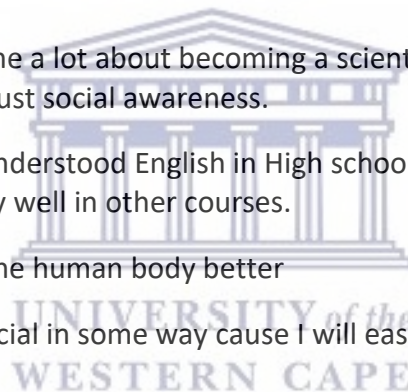 me a lot about becoming a scient
ust social awareness.
nderstood English in High schoo
y well in other courses.
he human body better
UNIVERSITY of the
cial in some way cause I will eas
WESTERN CAPE